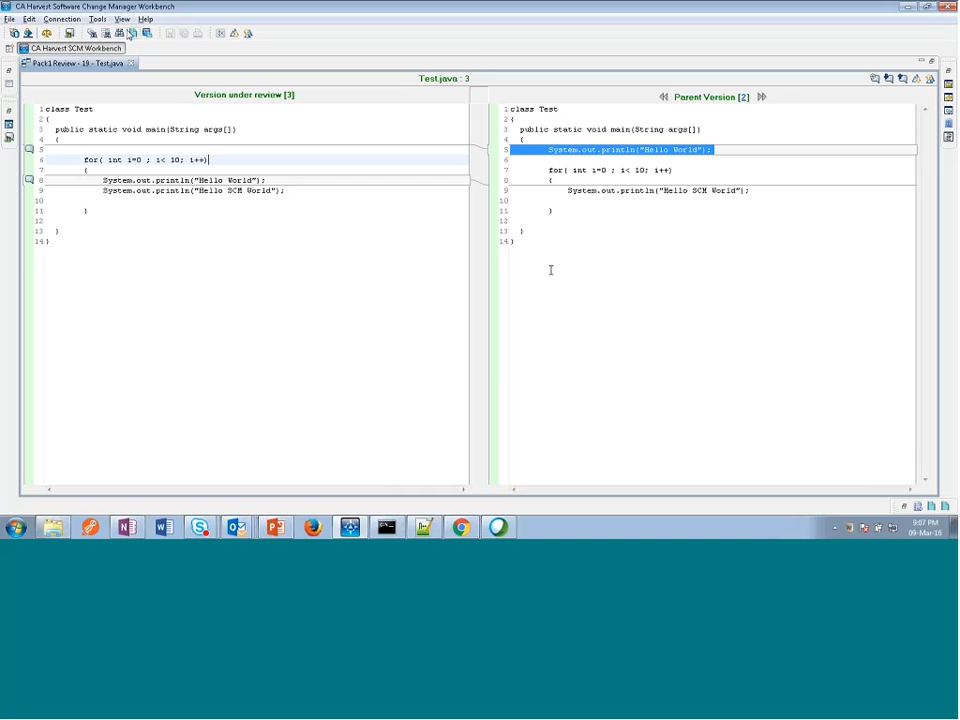 CA Harvest Software Change Manager Workbench
File Edit Connection Tools View Help
CA Harvest SCM Workbench
Pack1 Review - 19 - Test.java
Test.java : 3
Version under review [3]
1 class Test
2 {
3 public static void main(String args[])
4 {
5
6 for( int i=0 ; i< 10; i++)
7 {
8 System.out.println("Hello World");
9 System.out.println("Hello SCM World");
10
11 }
12
13 }
14 }
Parent Version [2]
1 class Test
2 {
3 public static void main(String args[])
4 {
5 System.out.println("Hello World");
6
7 for( int i=0 ; i< 10; i++)
8 {
9 System.out.println("Hello SCM World");
10
11 }
12
13 }
14 }
9:07 PM
09-Mar-16